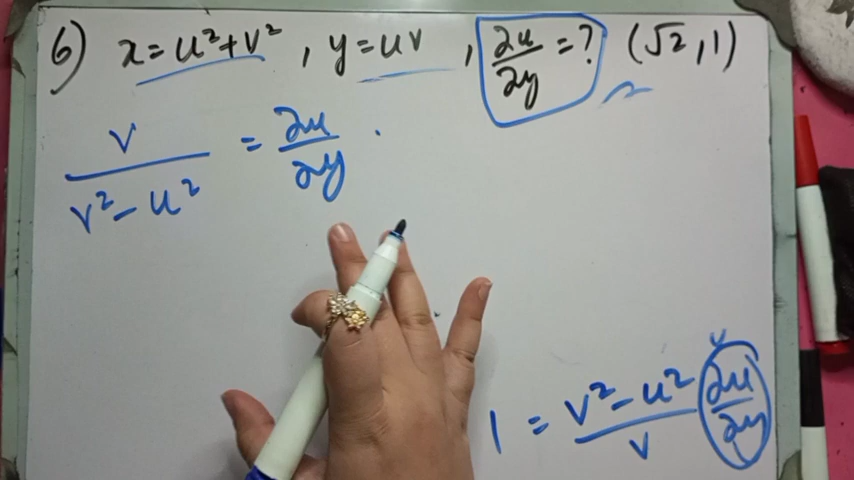 6) x = u² + v² , y = uv , ∂u/∂y = ? (√2, 1)
v/(v² − u²) = ∂u/∂y .
1 = (v² − u²)/v ∂u/∂y